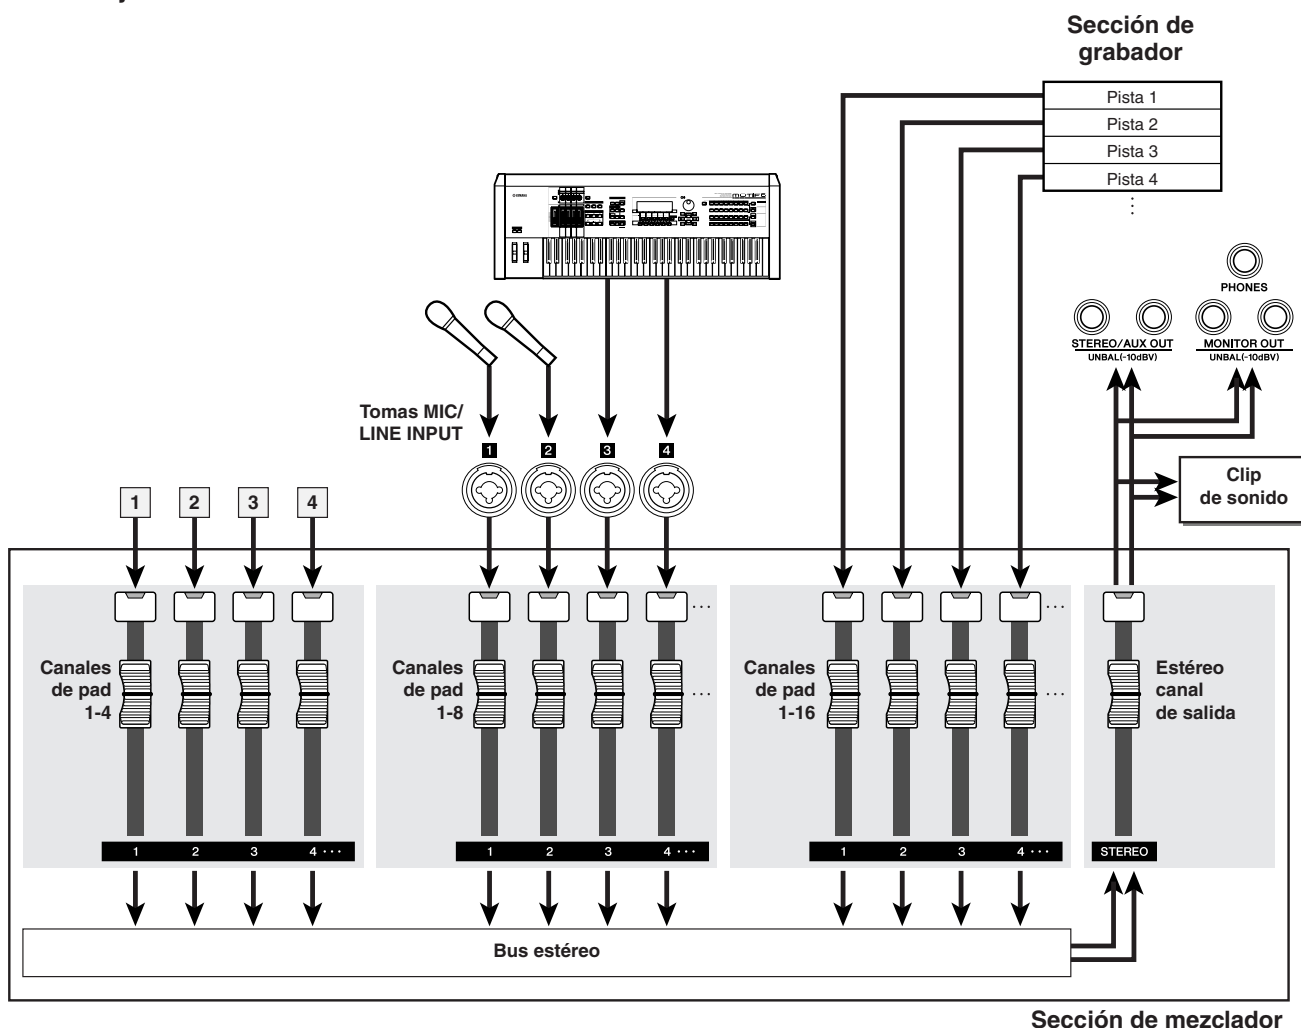 Sección de
grabador
Pista 1
Pista 2
Pista 3
Pista 4
PHONES
STEREO/AUX OUT
UNBAL(-10dBV)
MONITOR OUT
UNBAL(-10dBV)
Tomas MIC/
LINE INPUT
1 2 3 4
Clip
de sonido
1 2 3 4
Canales
de pad
1-4
Canales
de pad
1-8
Canales
de pad
1-16
Estéreo
canal
de salida
1 2 3 4 ···
1 2 3 4 ···
1 2 3 4 ···
STEREO
Bus estéreo
Sección de mezclador